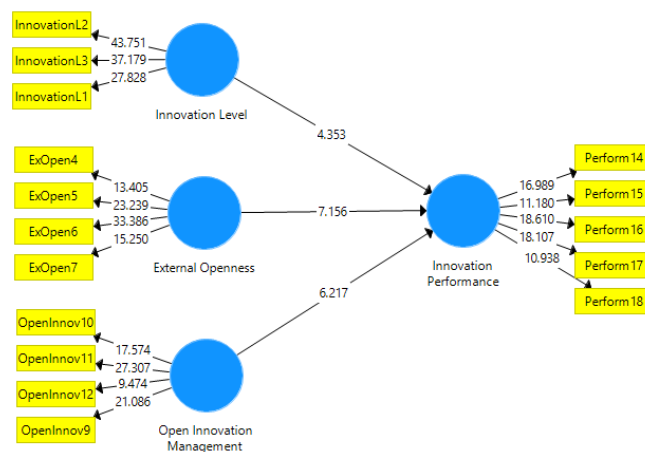 InnovationL2
InnovationL3
InnovationL1
43.751
37.179
27.828
Innovation Level
4.353
ExOpen4
ExOpen5
ExOpen6
ExOpen7
13.405
23.239
33.386
15.250
External Openness
7.156
OpenInnov10
OpenInnov11
OpenInnov12
OpenInnov9
17.574
27.307
9.474
21.086
Open Innovation
Management
6.217
Innovation
Performance
16.989
11.180
18.610
18.107
10.938
Perform14
Perform15
Perform16
Perform17
Perform18